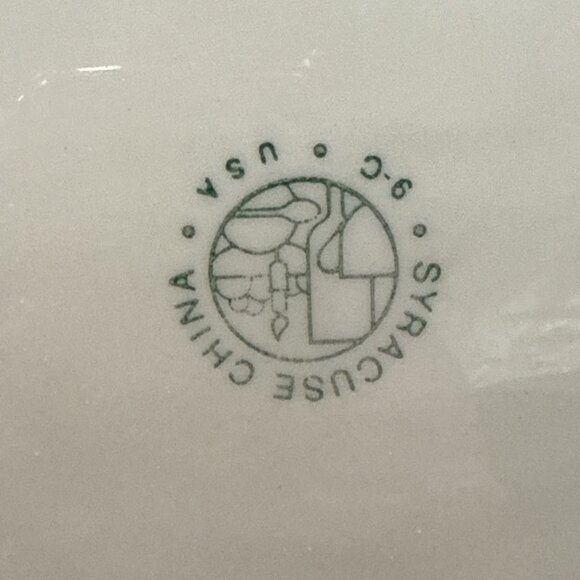 SYRACUSE CHINA • USA • 9-C •